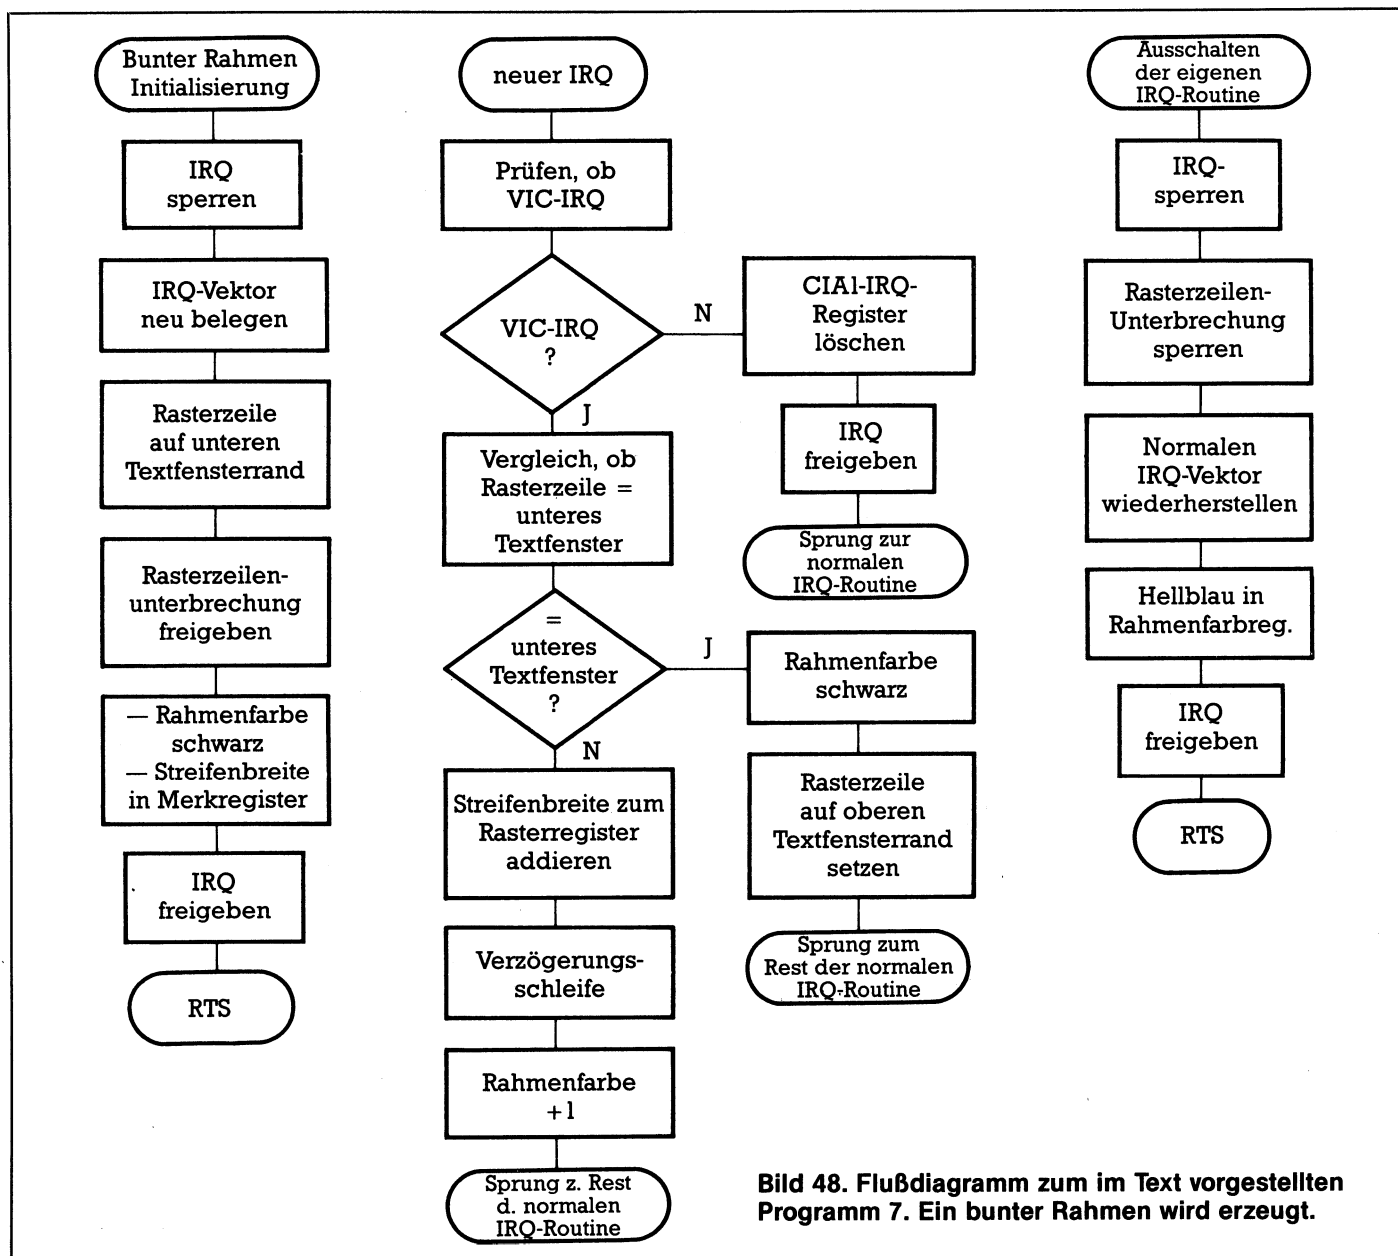 Bunter Rahmen
Initialisierung
IRQ
sperren
IRQ-Vektor
neu belegen
Rasterzeile
auf unteren
Textfensterrand
Rasterzeilen-
unterbrechung
freigeben
— Rahmenfarbe
schwarz
— Streifenbreite
in Merkregister
IRQ
freigeben
RTS
neuer IRQ
Prüfen, ob
VIC-IRQ
VIC-IRQ
?
N
J
CIA1-IRQ-
Register
löschen
IRQ
freigeben
Sprung zur
normalen
IRQ-Routine
Vergleich, ob
Rasterzeile =
unteres
Textfenster
=
unteres
Textfenster
?
J
N
Rahmenfarbe
schwarz
Rasterzeile
auf oberen
Textfensterrand
setzen
Sprung zum
Rest der normalen
IRQ-Routine
Streifenbreite zum
Rasterregister
addieren
Verzögerungs-
schleife
Rahmenfarbe
+1
Sprung z. Rest
d. normalen
IRQ-Routine
Ausschalten
der eigenen
IRQ-Routine
IRQ-
sperren
Rasterzeilen-
Unterbrechung
sperren
Normalen
IRQ-Vektor
wiederherstellen
Hellblau in
Rahmenfarbreg.
IRQ
freigeben
RTS
Bild 48. Flußdiagramm zum im Text vorgestellten
Programm 7. Ein bunter Rahmen wird erzeugt.